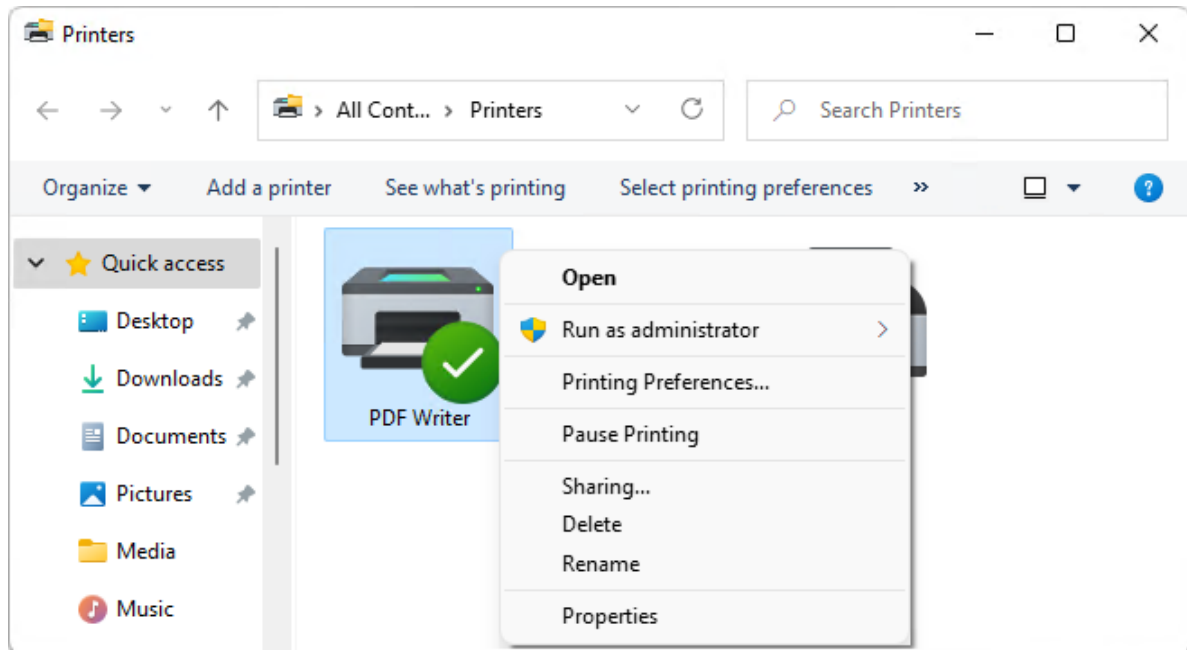 Printers
All Cont... Printers
Search Printers
Organize Add a printer See what's printing Select printing preferences »
?
Quick access
Desktop
Downloads
Documents
Pictures
Media
Music
PDF Writer
Open
Run as administrator
Printing Preferences...
Pause Printing
Sharing...
Delete
Rename
Properties